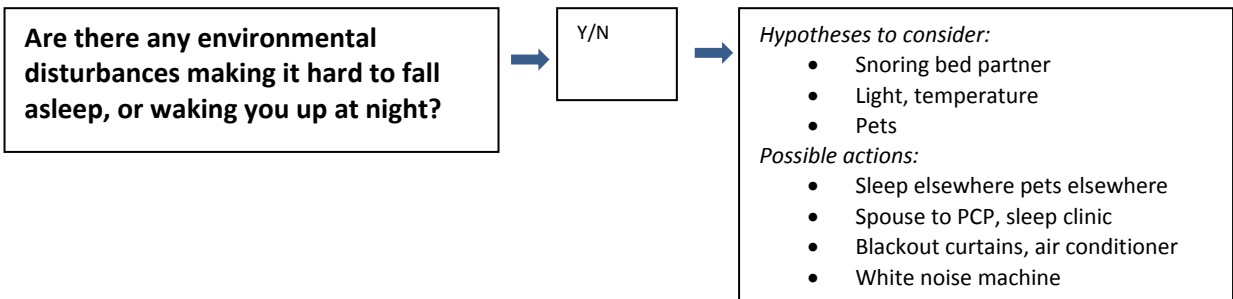 Are there any environmental
disturbances making it hard to fall
asleep, or waking you up at night?
Y/N
Hypotheses to consider:
• Snoring bed partner
• Light, temperature
• Pets
Possible actions:
• Sleep elsewhere pets elsewhere
• Spouse to PCP, sleep clinic
• Blackout curtains, air conditioner
• White noise machine